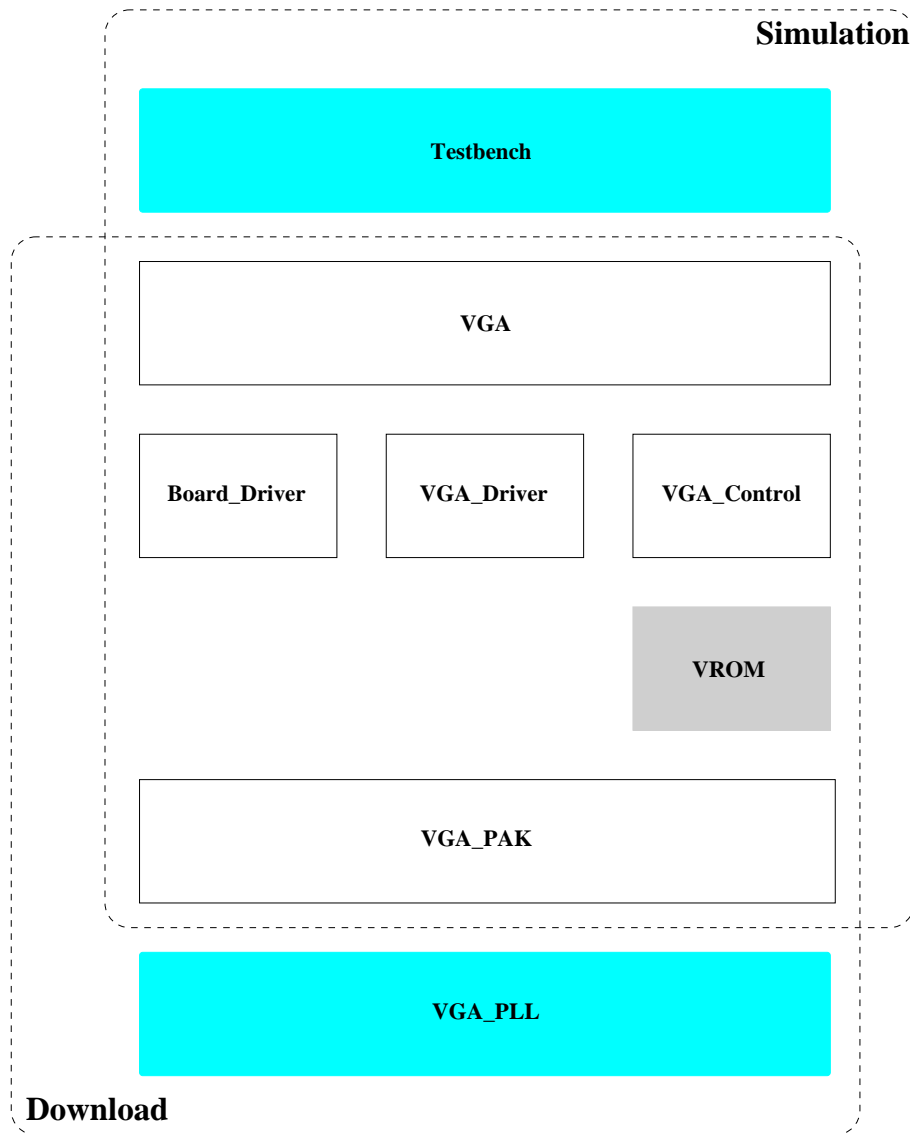 Simulation
Testbench
VGA
Board_Driver
VGA_Driver
VGA_Control
VROM
VGA_PAK
VGA_PLL
Download